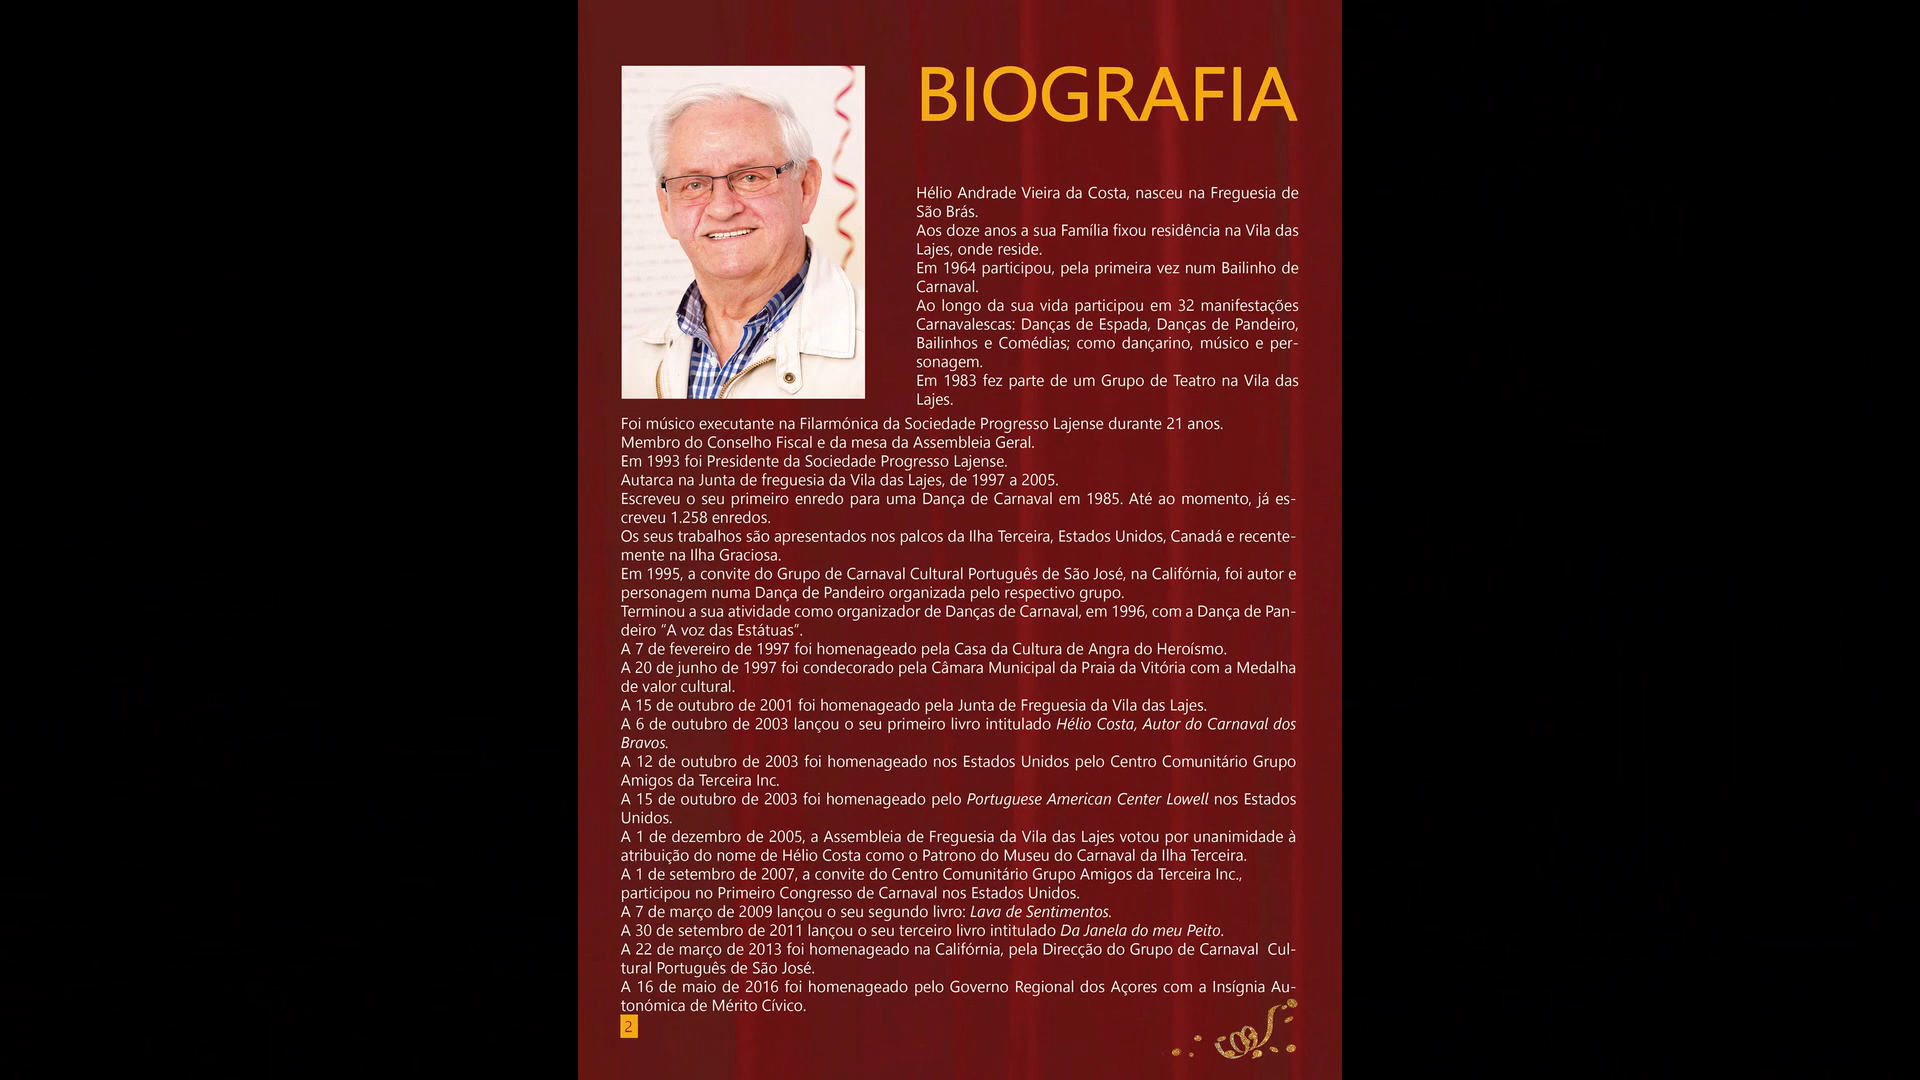 BIOGRAFIA
Hélio Andrade Vieira da Costa, nasceu na Freguesia de
São Brás.
Aos doze anos a sua Família fixou residência na Vila das
Lajes, onde reside.
Em 1964 participou, pela primeira vez num Bailinho de
Carnaval.
Ao longo da sua vida participou em 32 manifestações
Carnavalescas: Danças de Espada, Danças de Pandeiro,
Bailinhos e Comédias; como dançarino, músico e per-
sonagem.
Em 1983 fez parte de um Grupo de Teatro na Vila das
Lajes.
Foi músico executante na Filarmónica da Sociedade Progresso Lajense durante 21 anos.
Membro do Conselho Fiscal e da mesa da Assembleia Geral.
Em 1993 foi Presidente da Sociedade Progresso Lajense.
Autarca na Junta de freguesia da Vila das Lajes, de 1997 a 2005.
Escreveu o seu primeiro enredo para uma Dança de Carnaval em 1985. Até ao momento, já es-
creveu 1.258 enredos.
Os seus trabalhos são apresentados nos palcos da Ilha Terceira, Estados Unidos, Canadá e recente-
mente na Ilha Graciosa.
Em 1995, a convite do Grupo de Carnaval Cultural Português de São José, na Califórnia, foi autor e
personagem numa Dança de Pandeiro organizada pelo respectivo grupo.
Terminou a sua atividade como organizador de Danças de Carnaval, em 1996, com a Dança de Pan-
deiro “A voz das Estátuas”.
A 7 de fevereiro de 1997 foi homenageado pela Casa da Cultura de Angra do Heroísmo.
A 20 de junho de 1997 foi condecorado pela Câmara Municipal da Praia da Vitória com a Medalha
de valor cultural.
A 15 de outubro de 2001 foi homenageado pela Junta de Freguesia da Vila das Lajes.
A 6 de outubro de 2003 lançou o seu primeiro livro intitulado Hélio Costa, Autor do Carnaval dos
Bravos.
A 12 de outubro de 2003 foi homenageado nos Estados Unidos pelo Centro Comunitário Grupo
Amigos da Terceira Inc.
A 15 de outubro de 2003 foi homenageado pelo Portuguese American Center Lowell nos Estados
Unidos.
A 1 de dezembro de 2005, a Assembleia de Freguesia da Vila das Lajes votou por unanimidade à
atribuição do nome de Hélio Costa como o Patrono do Museu do Carnaval da Ilha Terceira.
A 1 de setembro de 2007, a convite do Centro Comunitário Grupo Amigos da Terceira Inc.,
participou no Primeiro Congresso de Carnaval nos Estados Unidos.
A 7 de março de 2009 lançou o seu segundo livro: Lava de Sentimentos.
A 30 de setembro de 2011 lançou o seu terceiro livro intitulado Da Janela do meu Peito.
A 22 de março de 2013 foi homenageado na Califórnia, pela Direcção do Grupo de Carnaval Cul-
tural Português de São José.
A 16 de maio de 2016 foi homenageado pelo Governo Regional dos Açores com a Insígnia Au-
tonómica de Mérito Cívico.
2